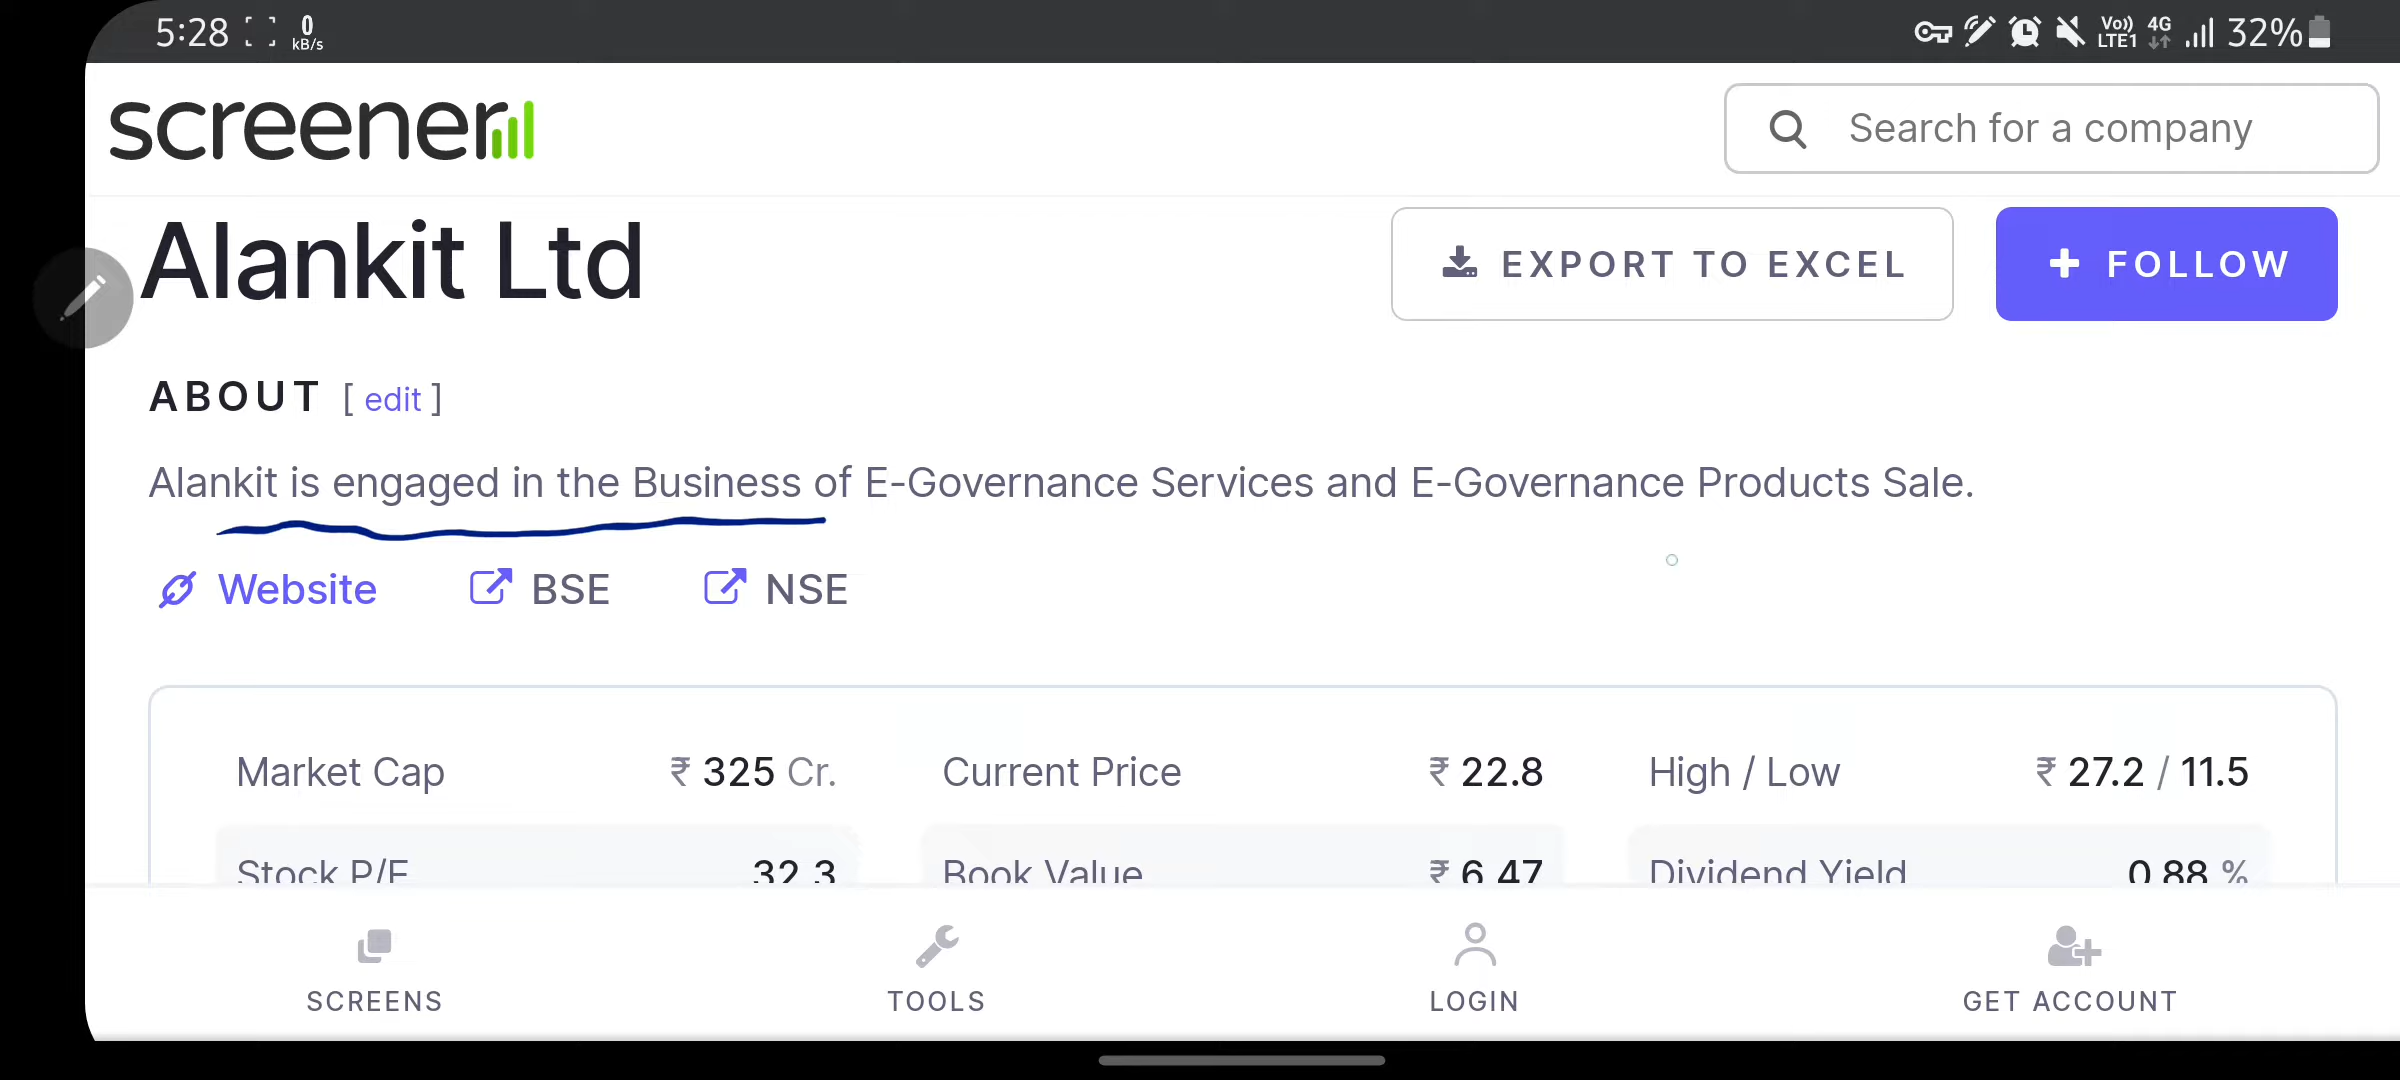 5:28 0 kB/s Vo)) LTE1 4G 32%
screener
Search for a company
Alankit Ltd
EXPORT TO EXCEL
FOLLOW
ABOUT [ edit ]
Alankit is engaged in the Business of E-Governance Services and E-Governance Products Sale.
Website BSE NSE
Market Cap ₹ 325 Cr. Current Price ₹ 22.8 High / Low ₹ 27.2 / 11.5
Stock P/E 32.3 Book Value ₹ 6.47 Dividend Yield 0.88 %
SCREENS TOOLS LOGIN GET ACCOUNT